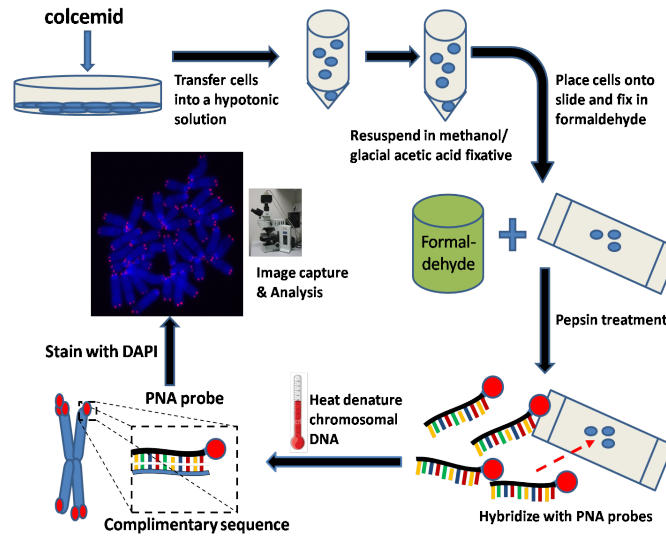 colcemid
Transfer cells
into a hypotonic
solution
Resuspend in methanol/
glacial acetic acid fixative
Place cells onto
slide and fix in
formaldehyde
Formal-
dehyde
Pepsin treatment
Hybridize with PNA probes
Heat denature
chromosomal
DNA
PNA probe
Complimentary sequence
Stain with DAPI
Image capture
& Analysis